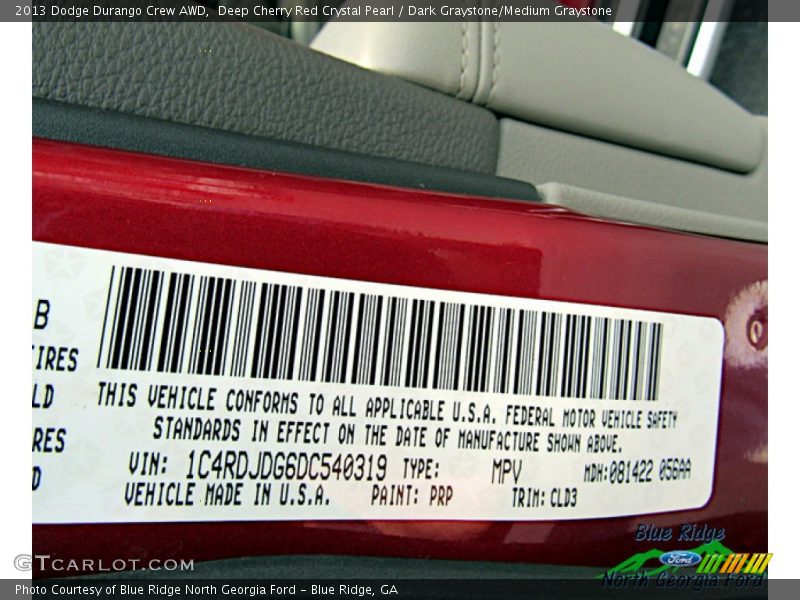 2013 Dodge Durango Crew AWD, Deep Cherry Red Crystal Pearl / Dark Graystone/Medium Graystone
B
TIRES
LD
RES
D
THIS VEHICLE CONFORMS TO ALL APPLICABLE U.S.A. FEDERAL MOTOR VEHICLE SAFETY
STANDARDS IN EFFECT ON THE DATE OF MANUFACTURE SHOWN ABOVE.
VIN: 1C4RDJDG6DC540319 TYPE: MPV MDH:081422 056AA
VEHICLE MADE IN U.S.A. PAINT: PRP TRIM: CLD3
Blue Ridge
Ford
North Georgia Ford
GTCARLOT.COM
Photo Courtesy of Blue Ridge North Georgia Ford – Blue Ridge, GA